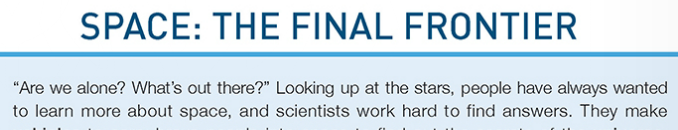 SPACE: THE FINAL FRONTIER
“Are we alone? What’s out there?” Looking up at the stars, people have always wanted
to learn more about space, and scientists work hard to find answers. They make